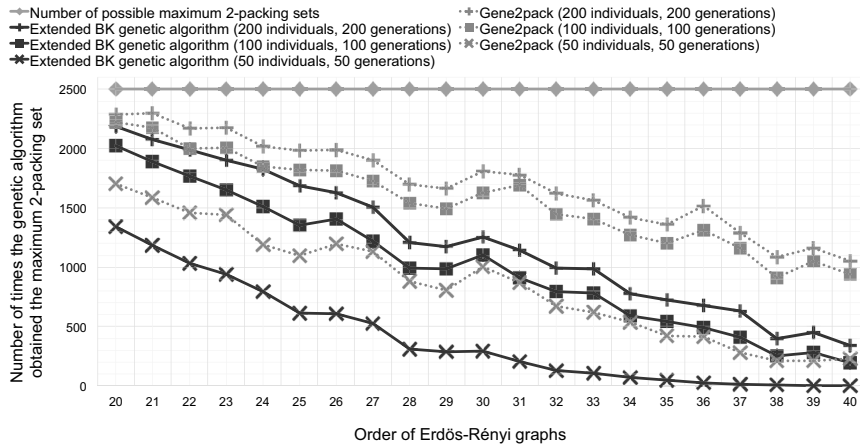 Number of possible maximum 2-packing sets
Extended BK genetic algorithm (200 individuals, 200 generations)
Extended BK genetic algorithm (100 individuals, 100 generations)
Extended BK genetic algorithm (50 individuals, 50 generations)
Gene2pack (200 individuals, 200 generations)
Gene2pack (100 individuals, 100 generations)
Gene2pack (50 individuals, 50 generations)
Number of times the genetic algorithm
obtained the maximum 2-packing set
2500
2000
1500
1000
500
0
20 21 22 23 24 25 26 27 28 29 30 31 32 33 34 35 36 37 38 39 40
Order of Erdös-Rényi graphs